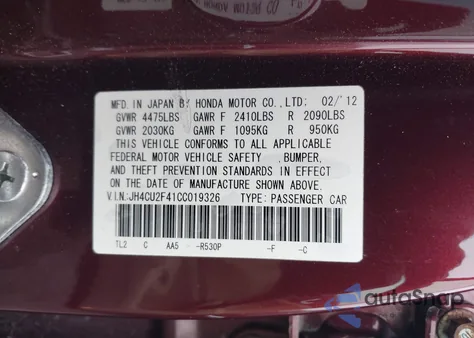 MFD. IN JAPAN BY HONDA MOTOR CO., LTD: 02/'12
GVWR 4475LBS GAWR F 2410LBS R 2090LBS
GVWR 2030KG GAWR F 1095KG R 950KG
THIS VEHICLE CONFORMS TO ALL APPLICABLE
FEDERAL MOTOR VEHICLE SAFETY , BUMPER,
AND THEFT PREVENTION STANDARDS IN EFFECT
ON THE DATE OF MANUFACTURE SHOWN ABOVE.
V.I.N:JH4CU2F41CC019326 TYPE: PASSENGER CAR
TL2 C AA5 -R530P -F -C
autoSnap